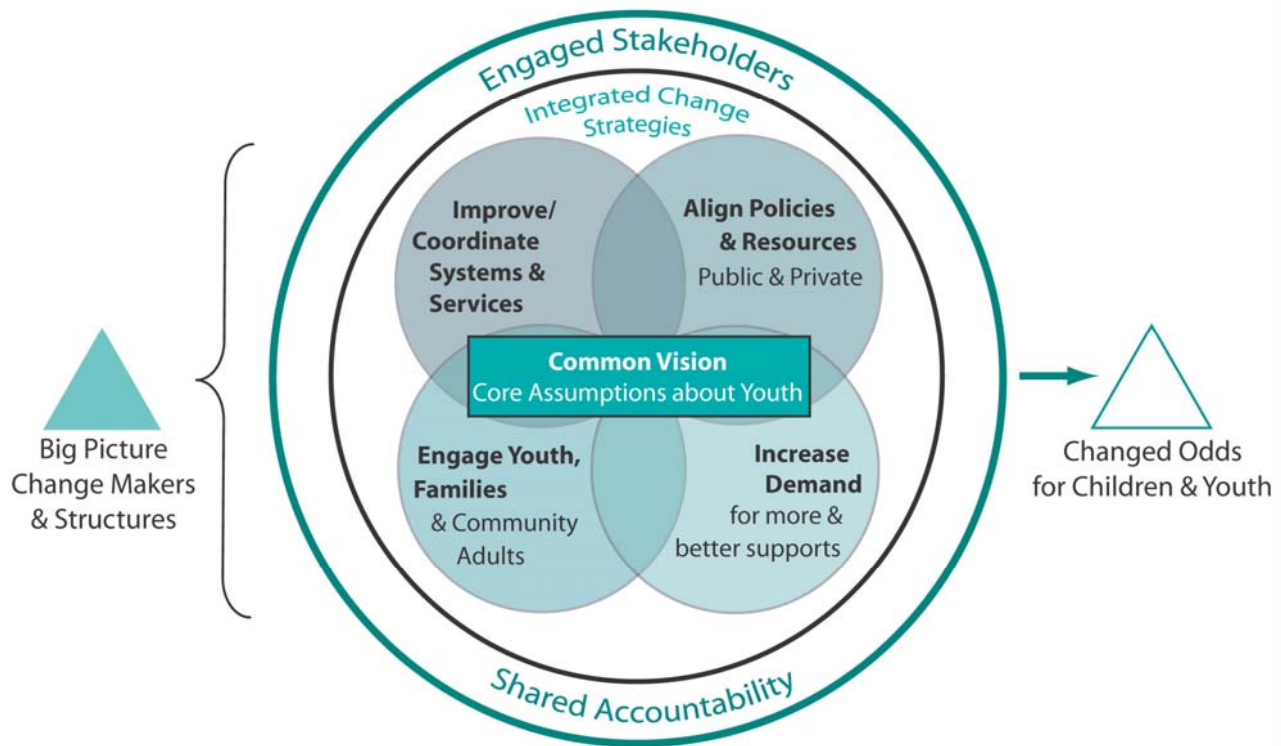 Engaged Stakeholders
Integrated Change
Strategies
Improve/
Coordinate
Systems &
Services
Align Policies
& Resources
Public & Private
Common Vision
Core Assumptions about Youth
Engage Youth,
Families
& Community
Adults
Increase
Demand
for more &
better supports
Shared Accountability
Big Picture
Change Makers
& Structures
Changed Odds
for Children & Youth